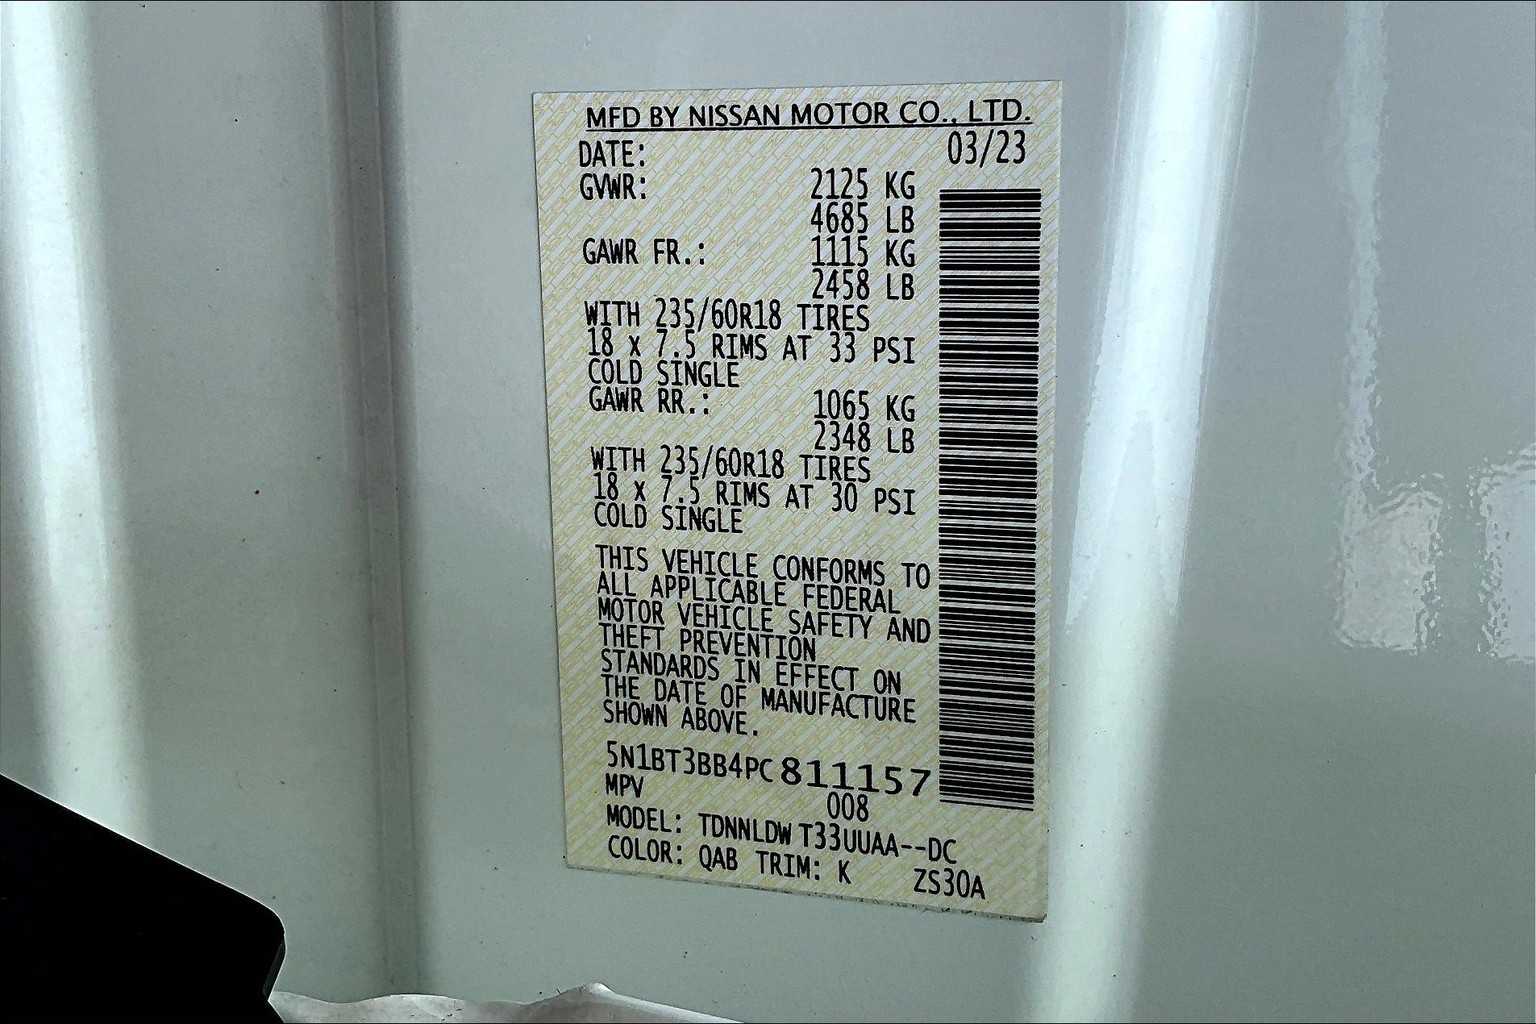 MFD BY NISSAN MOTOR CO., LTD.
DATE: 03/23
GVWR: 2125 KG
4685 LB
GAWR FR.: 1115 KG
2458 LB
WITH 235/60R18 TIRES
18 x 7.5 RIMS AT 33 PSI
COLD SINGLE
GAWR RR.: 1065 KG
2348 LB
WITH 235/60R18 TIRES
18 x 7.5 RIMS AT 30 PSI
COLD SINGLE
THIS VEHICLE CONFORMS TO
ALL APPLICABLE FEDERAL
MOTOR VEHICLE SAFETY AND
THEFT PREVENTION
STANDARDS IN EFFECT ON
THE DATE OF MANUFACTURE
SHOWN ABOVE.
5N1BT3BB4PC811157
MPV 008
MODEL: TDNNLDWT33UUAA--DC
COLOR: QAB TRIM: K ZS30A